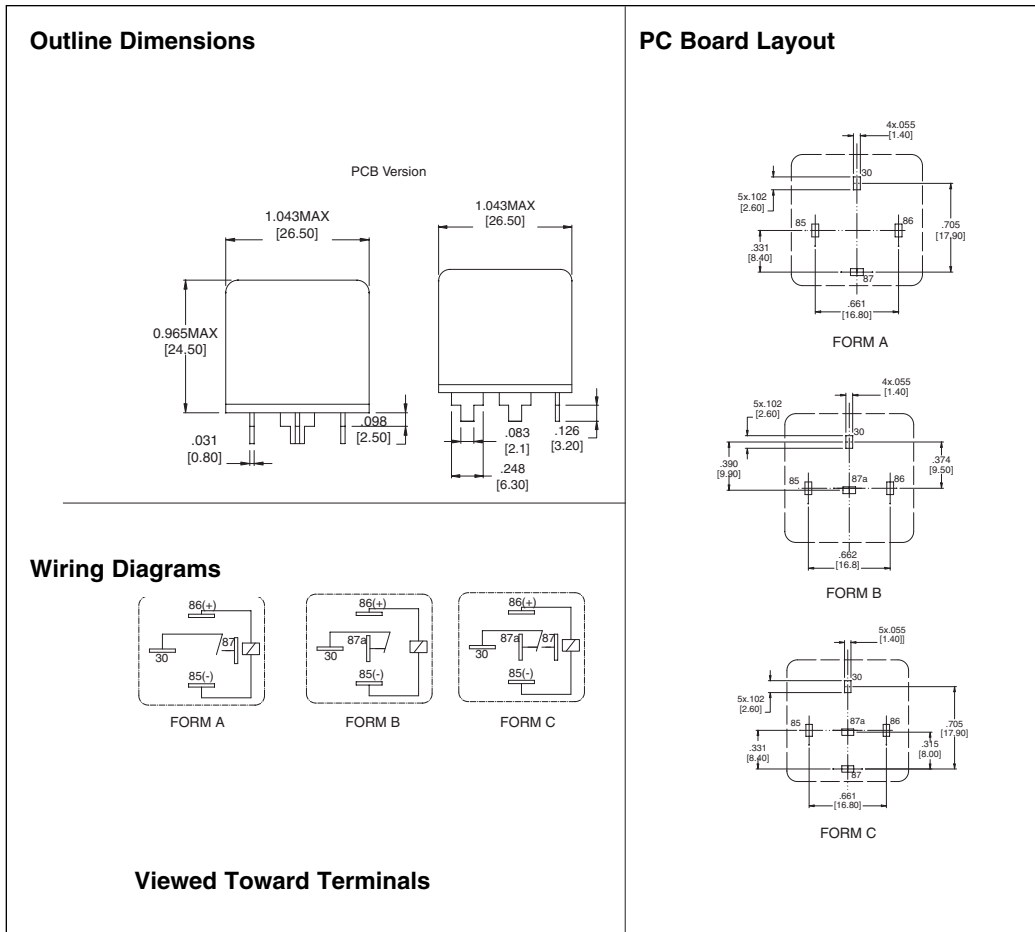 Outline Dimensions
PCB Version
1.043MAX
[26.50]
1.043MAX
[26.50]
0.965MAX
[24.50]
.031
[0.80]
.098
[2.50]
.083
[2.1]
.248
[6.30]
.126
[3.20]
Wiring Diagrams
86(+)
87
30
85(-)
FORM A
86(+)
87a
30
85(-)
FORM B
86(+)
87a
87
30
85(-)
FORM C
Viewed Toward Terminals
PC Board Layout
4x.055
[1.40]
30
5x.102
[2.60]
85
86
.705
[17.90]
.331
[8.40]
87
.661
[16.80]
FORM A
4x.055
[1.40]
5x.102
[2.60]
30
.390
[9.90]
.374
[9.50]
85
87a
86
.662
[16.8]
FORM B
5x.055
[1.40]]
30
5x.102
[2.60]
85
87a
86
.705
[17.90]
.331
[8.40]
.315
[8.00]
87
.661
[16.80]
FORM C